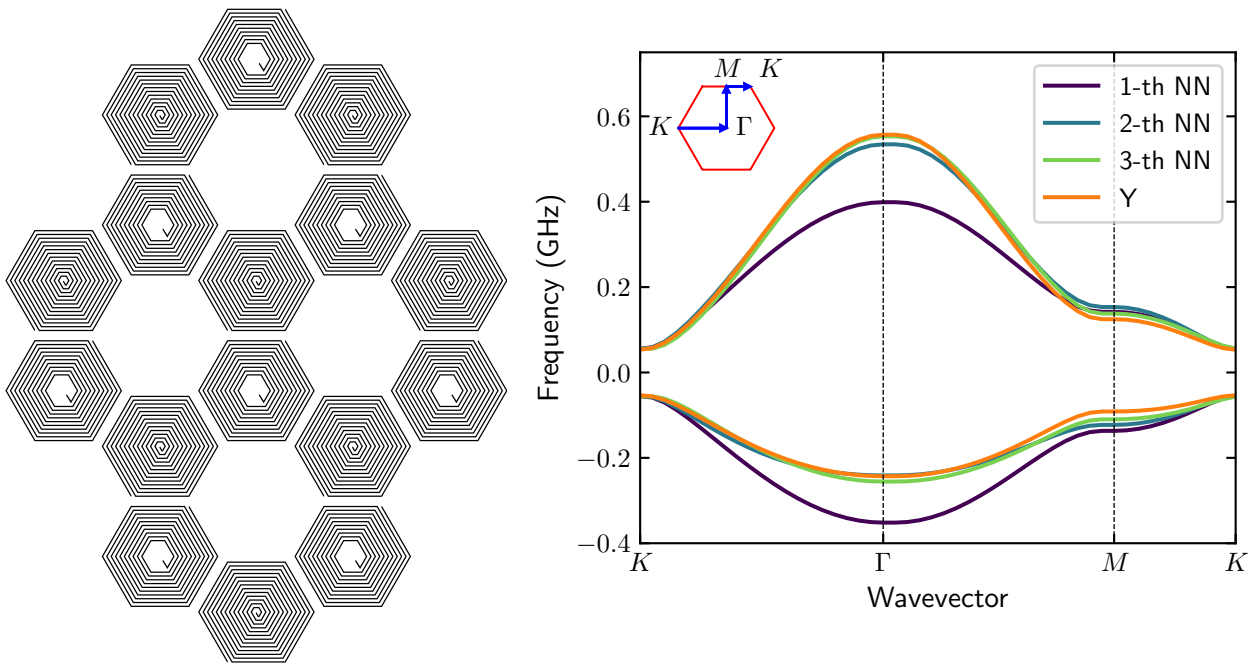 M K
K Γ
1-th NN
2-th NN
3-th NN
Y
Frequency (GHz)
0.6
0.4
0.2
0.0
−0.2
−0.4
K Γ M K
Wavevector